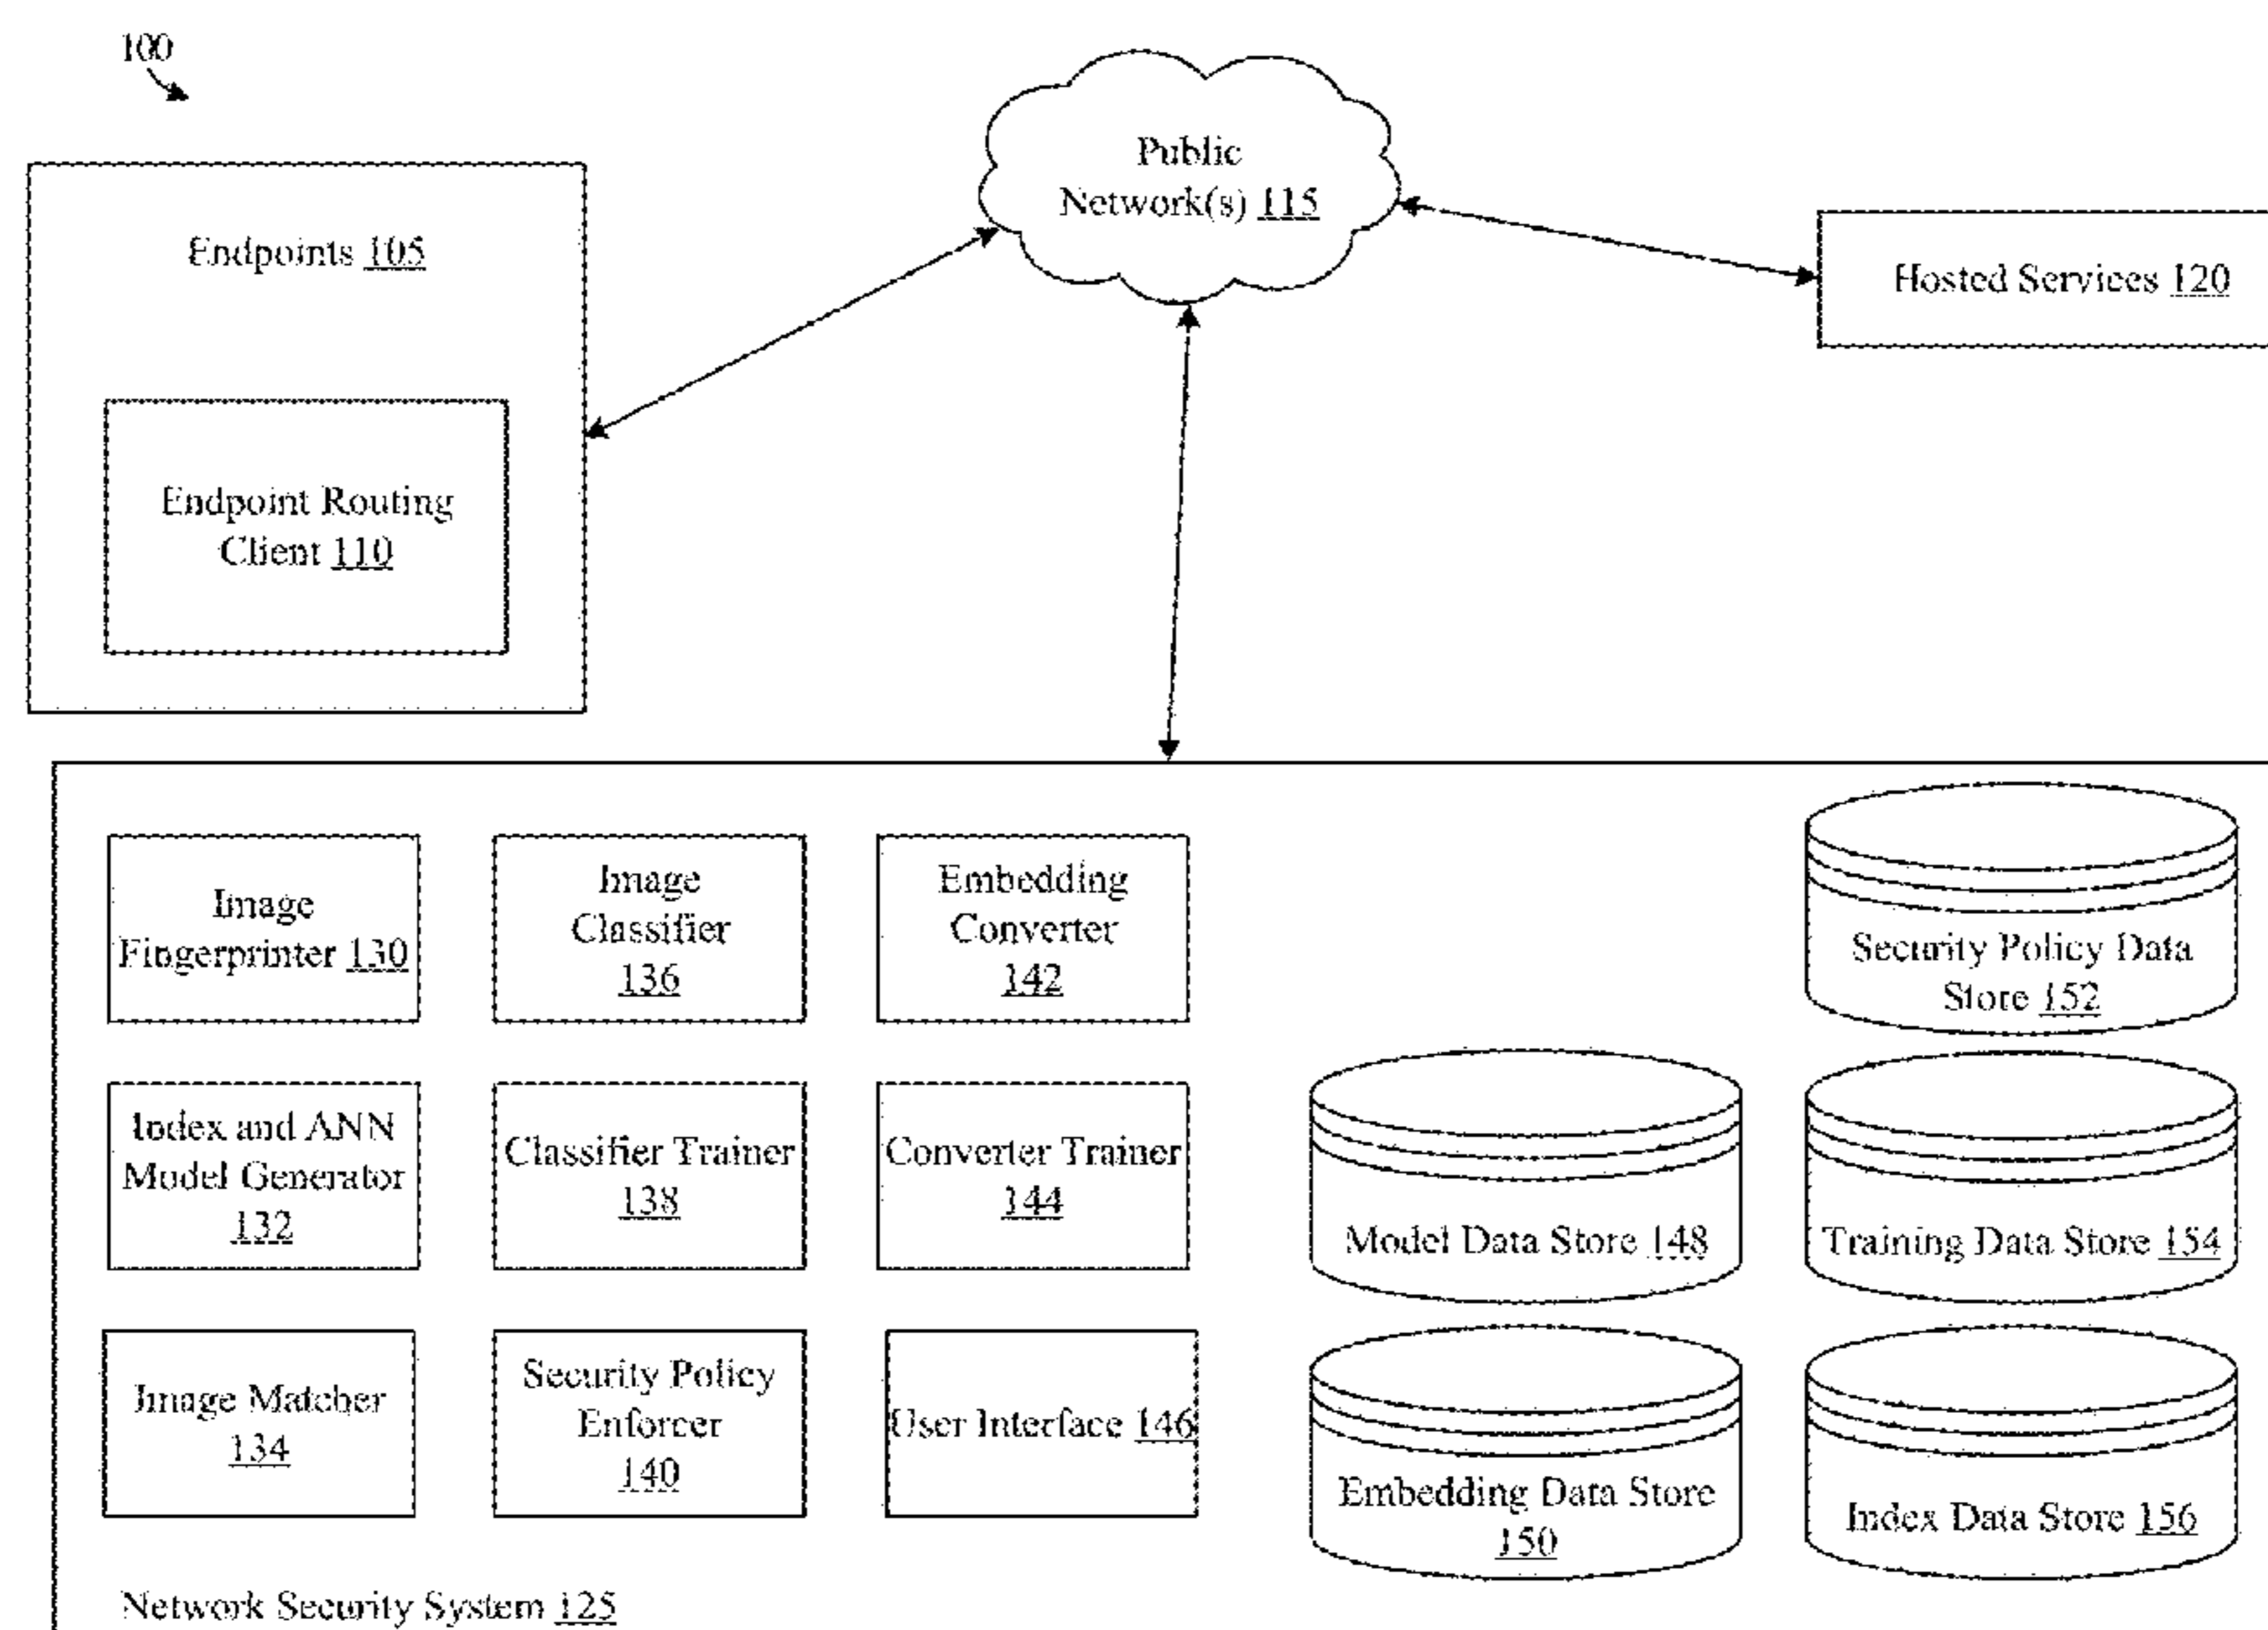 100
Public
Network(s) 115
Endpoints 105
Hosted Services 120
Endpoint Routing
Client 110
Image
Fingerprinter 130
Image
Classifier
136
Embedding
Converter
142
Security Policy Data
Store 152
Index and ANN
Model Generator
132
Classifier Trainer
138
Converter Trainer
144
Model Data Store 148
Training Data Store 154
Image Matcher
134
Security Policy
Enforcer
140
User Interface 146
Embedding Data Store
150
Index Data Store 156
Network Security System 125